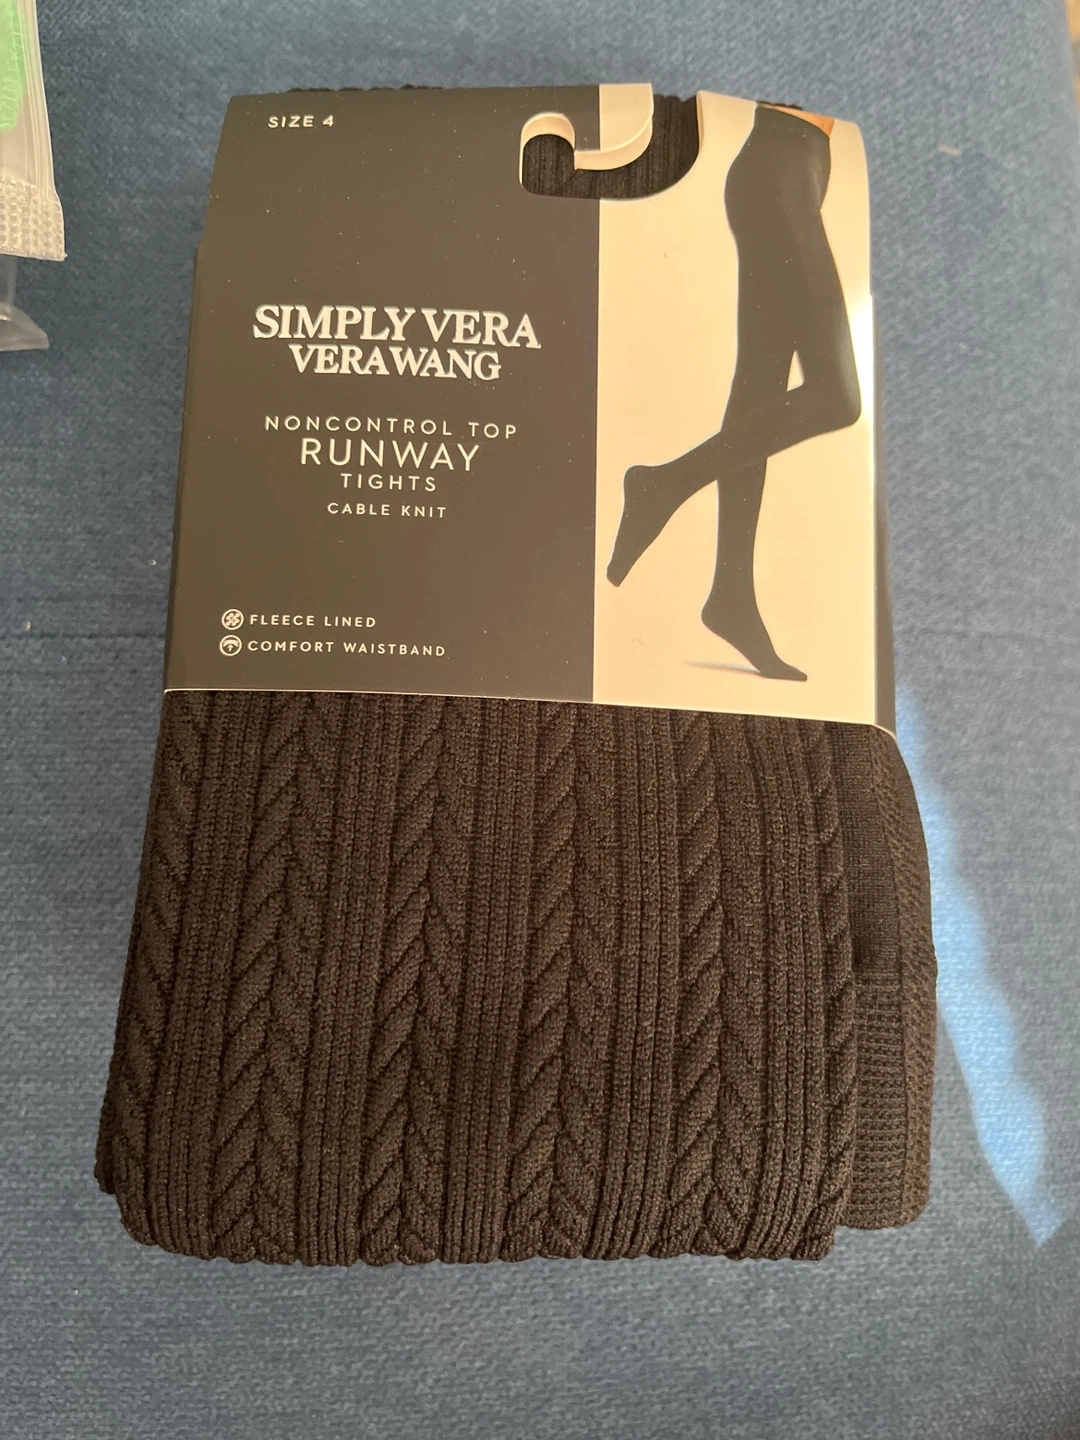 SIZE 4
SIMPLY VERA
VERA WANG
NONCONTROL TOP
RUNWAY
TIGHTS
CABLE KNIT
FLEECE LINED
COMFORT WAISTBAND